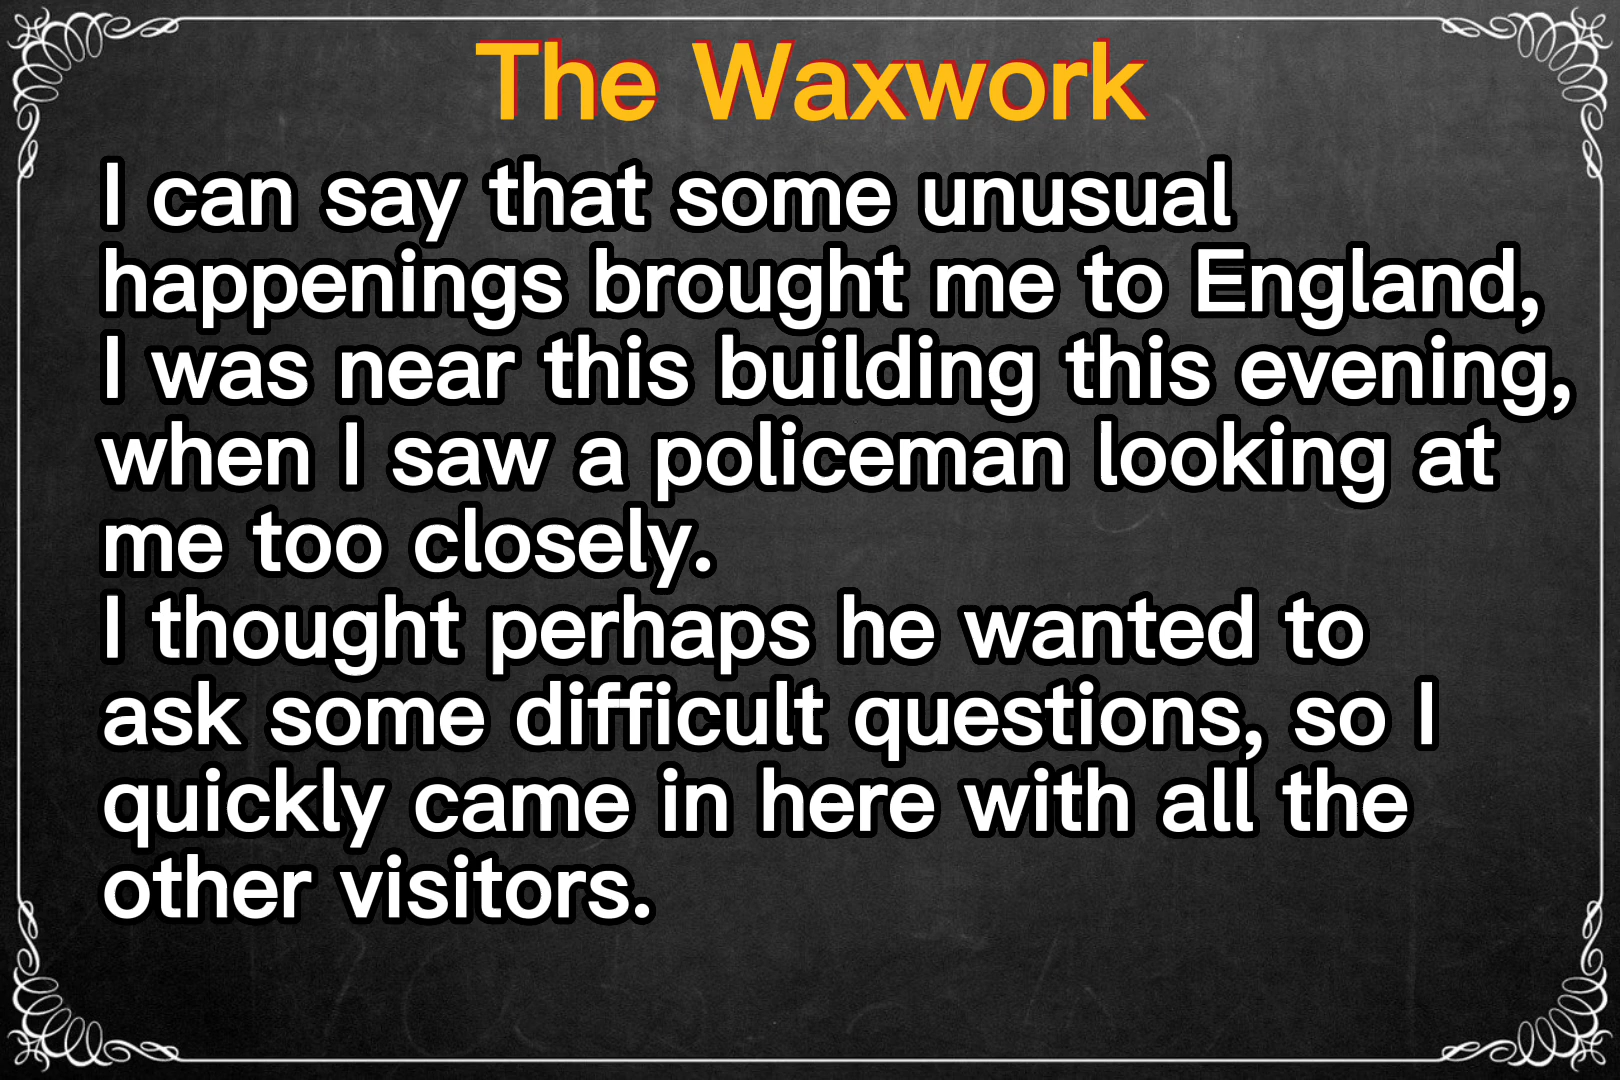 The Waxwork
I can say that some unusual
happenings brought me to England,
I was near this building this evening,
when I saw a policeman looking at
me too closely.
I thought perhaps he wanted to
ask some difficult questions, so I
quickly came in here with all the
other visitors.